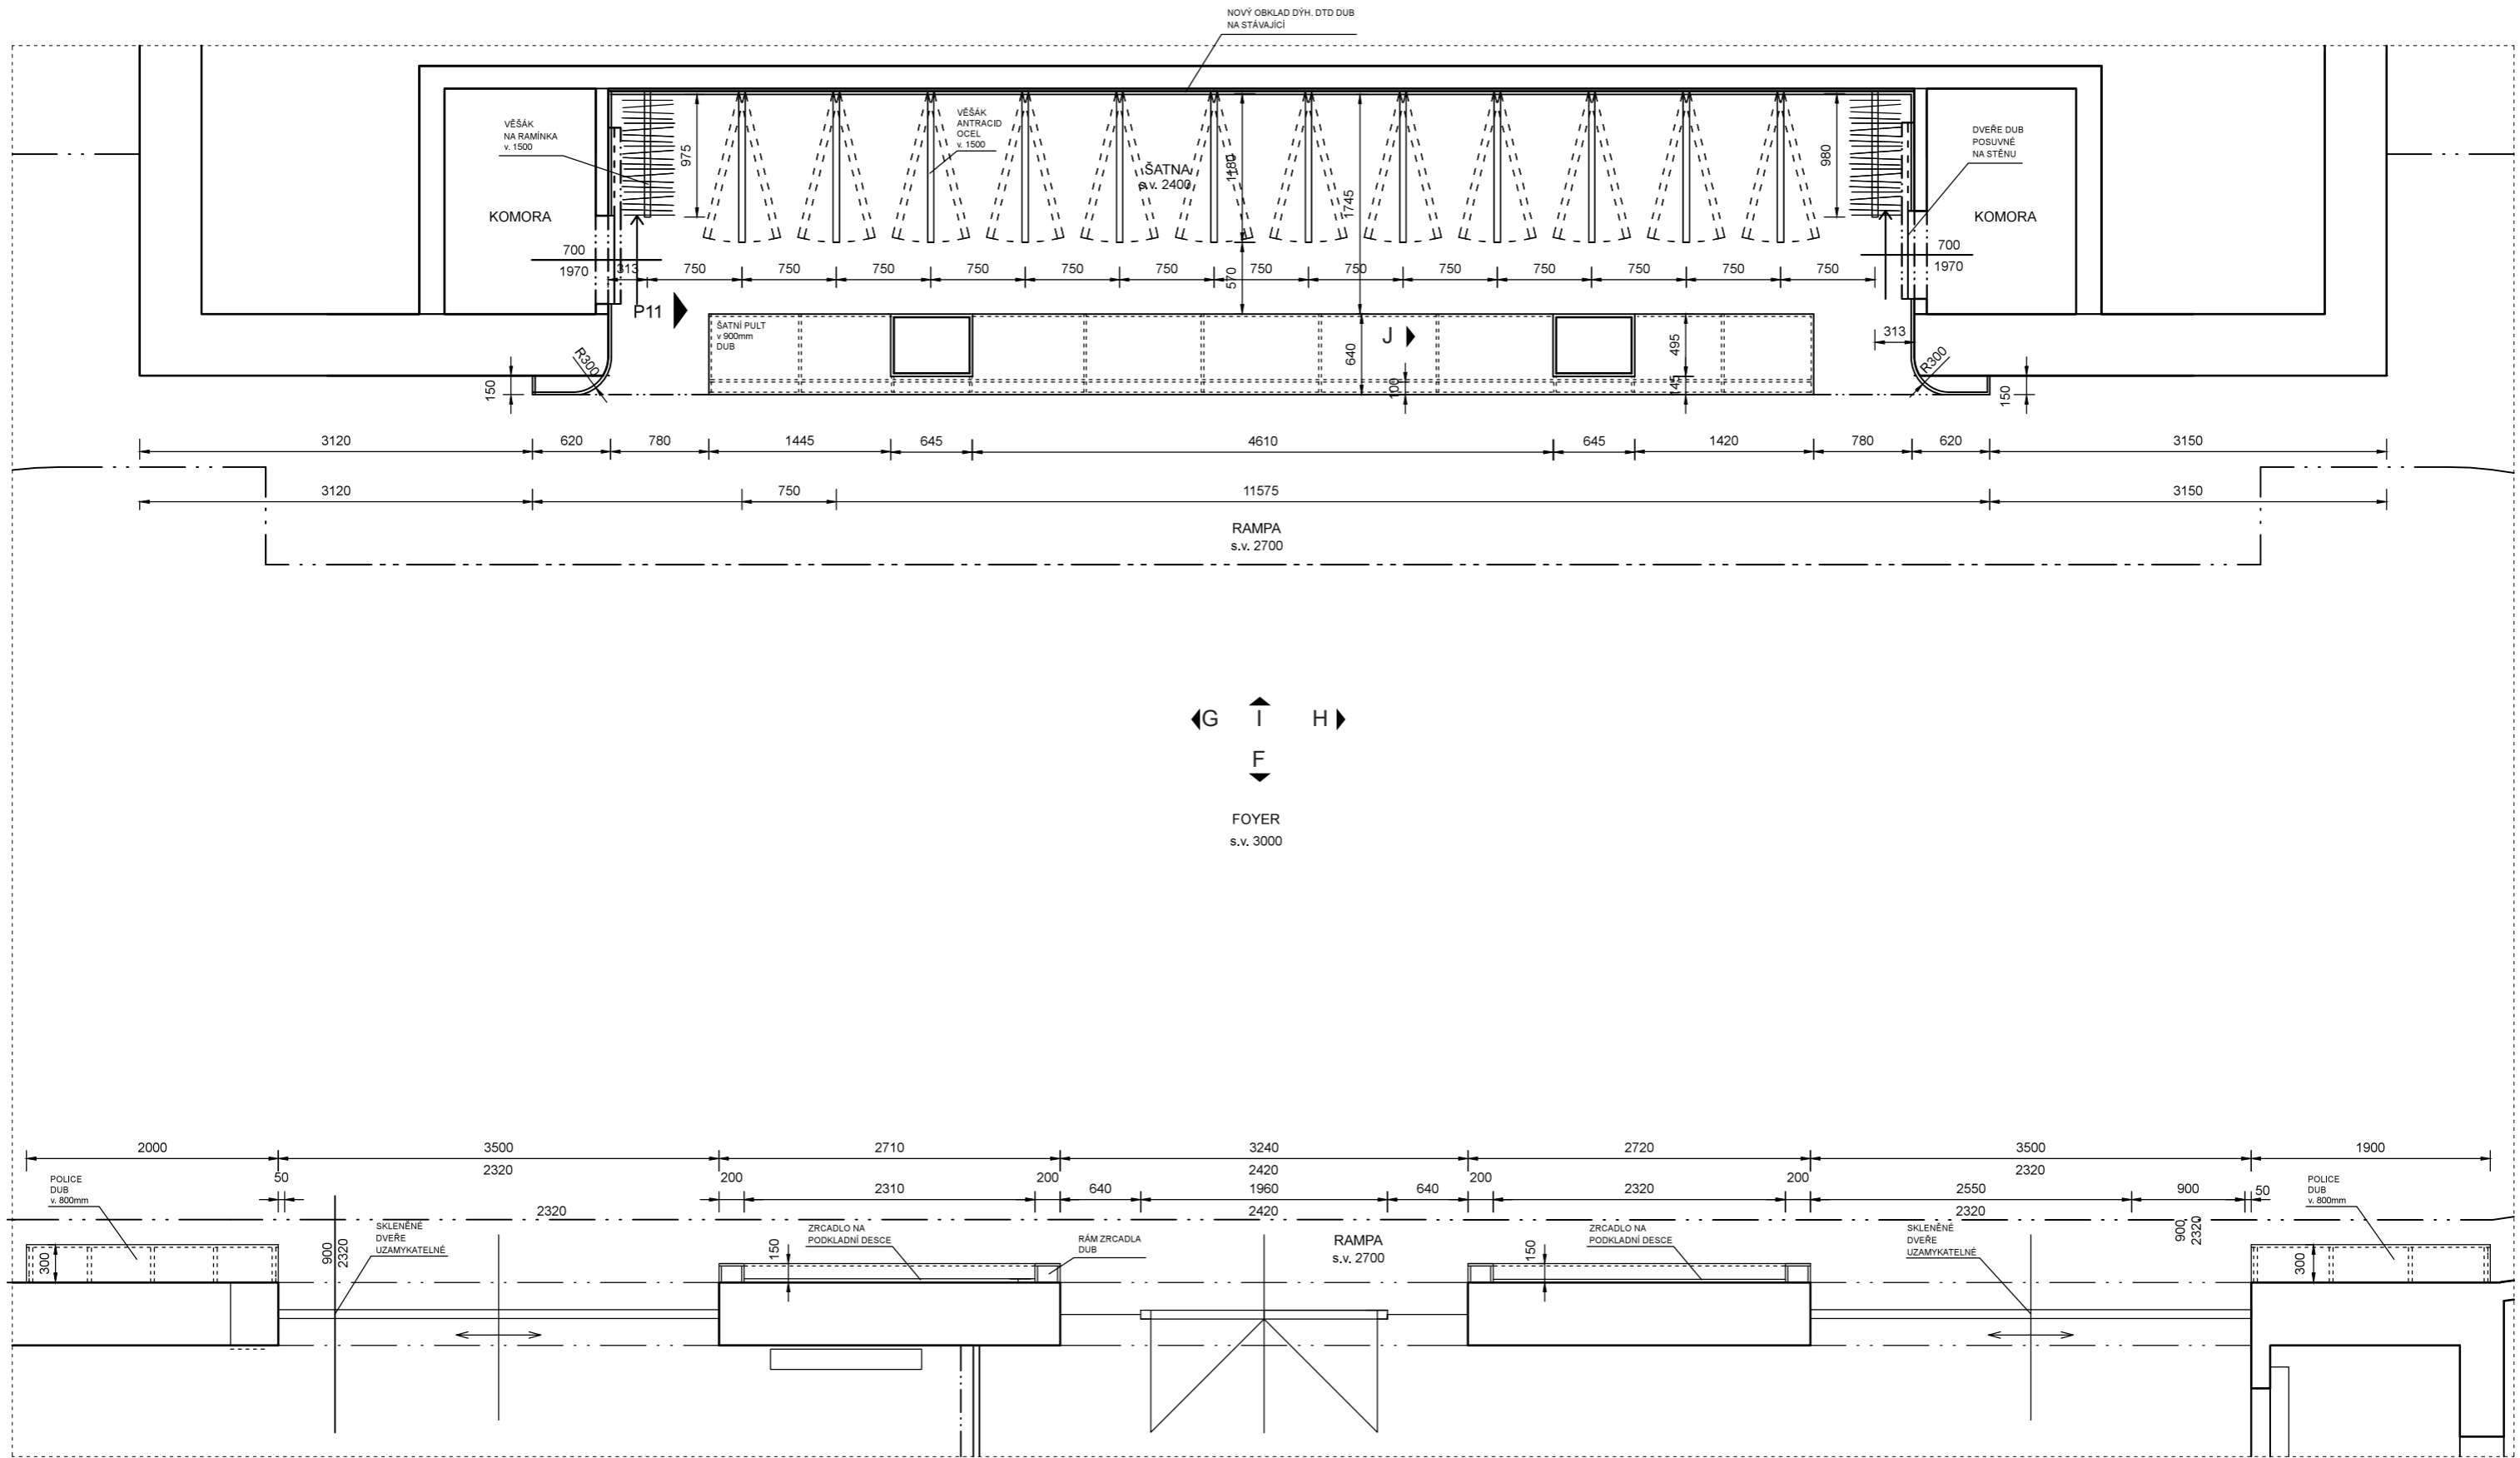 NOVÝ OBKLAD DÝH. DTD DUB
NA STÁVAJÍCÍ
VĚŠÁK
NA RAMÍNKA
v. 1500
975
VĚŠÁK
ANTRACID
OCEL
v. 1500
ŠATNA
s.v. 2400
1180
1745
980
DVEŘE DUB
POSUVNÉ
NA STĚNU
KOMORA
KOMORA
700
1970
700
1970
313
750
750
750
750
750
750
750
750
750
750
750
750
750
570
P11
ŠATNÍ PULT
v 900mm
DUB
J
640
100
495
145
313
R300
R300
150
150
3120
620
780
1445
645
4610
645
1420
780
620
3150
3120
750
11575
3150
RAMPA
s.v. 2700
G
I
H
F
FOYER
s.v. 3000
2000
3500
2710
3240
2720
3500
1900
2320
2420
2320
POLICE
DUB
v. 800mm
50
200
2310
200
640
1960
640
200
2320
200
2550
900
50
POLICE
DUB
v. 800mm
2320
2420
2320
300
900
2320
SKLENĚNÉ
DVEŘE
UZAMYKATELNÉ
150
ZRCADLO NA
PODKLADNÍ DESCE
RÁM ZRCADLA
DUB
RAMPA
s.v. 2700
150
ZRCADLO NA
PODKLADNÍ DESCE
SKLENĚNÉ
DVEŘE
UZAMYKATELNÉ
900
2320
300